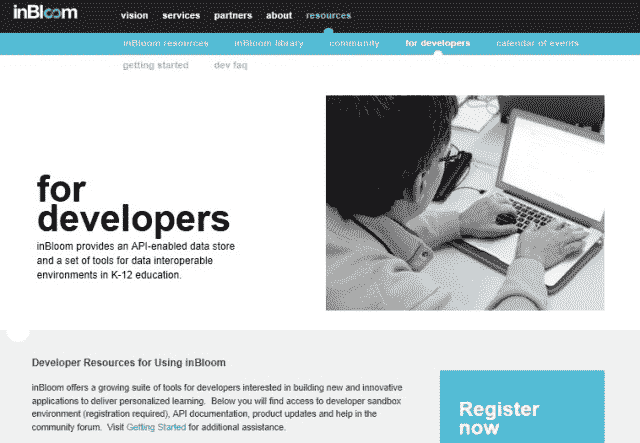 inBloom
vision services partners about resources
inBloom resources inBloom library community for developers calendar of events
getting started dev faq
for
developers
inBloom provides an API-enabled data store
and a set of tools for data interoperable
environments in K-12 education.
Developer Resources for Using inBloom
inBloom offers a growing suite of tools for developers interested in building new and innovative
applications to deliver personalized learning. Below you will find access to developer sandbox
environment (registration required), API documentation, product updates and help in the
community forum. Visit Getting Started for additional assistance.
Register
now